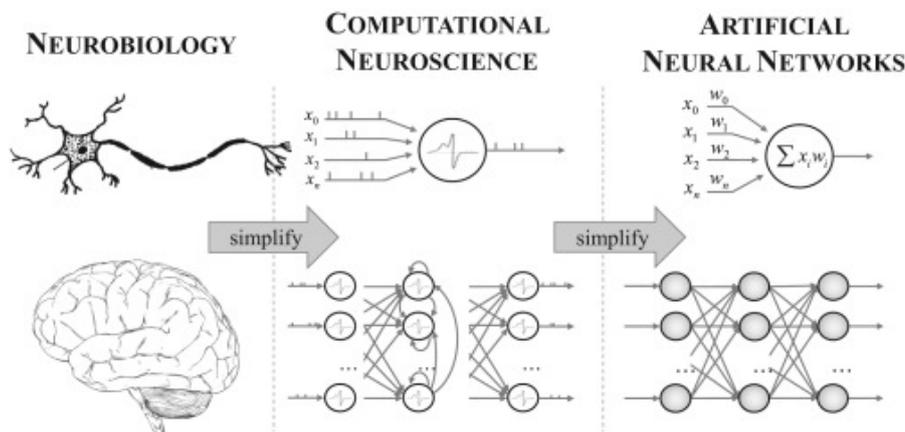 NEUROBIOLOGY
COMPUTATIONAL
NEUROSCIENCE
ARTIFICIAL
NEURAL NETWORKS
x₀
x₁
x₂
xₙ
x₀ w₀
x₁ w₁
x₂ w₂
xₙ wₙ
∑ xᵢwᵢ
simplify
simplify
...
...
...
...
...
...